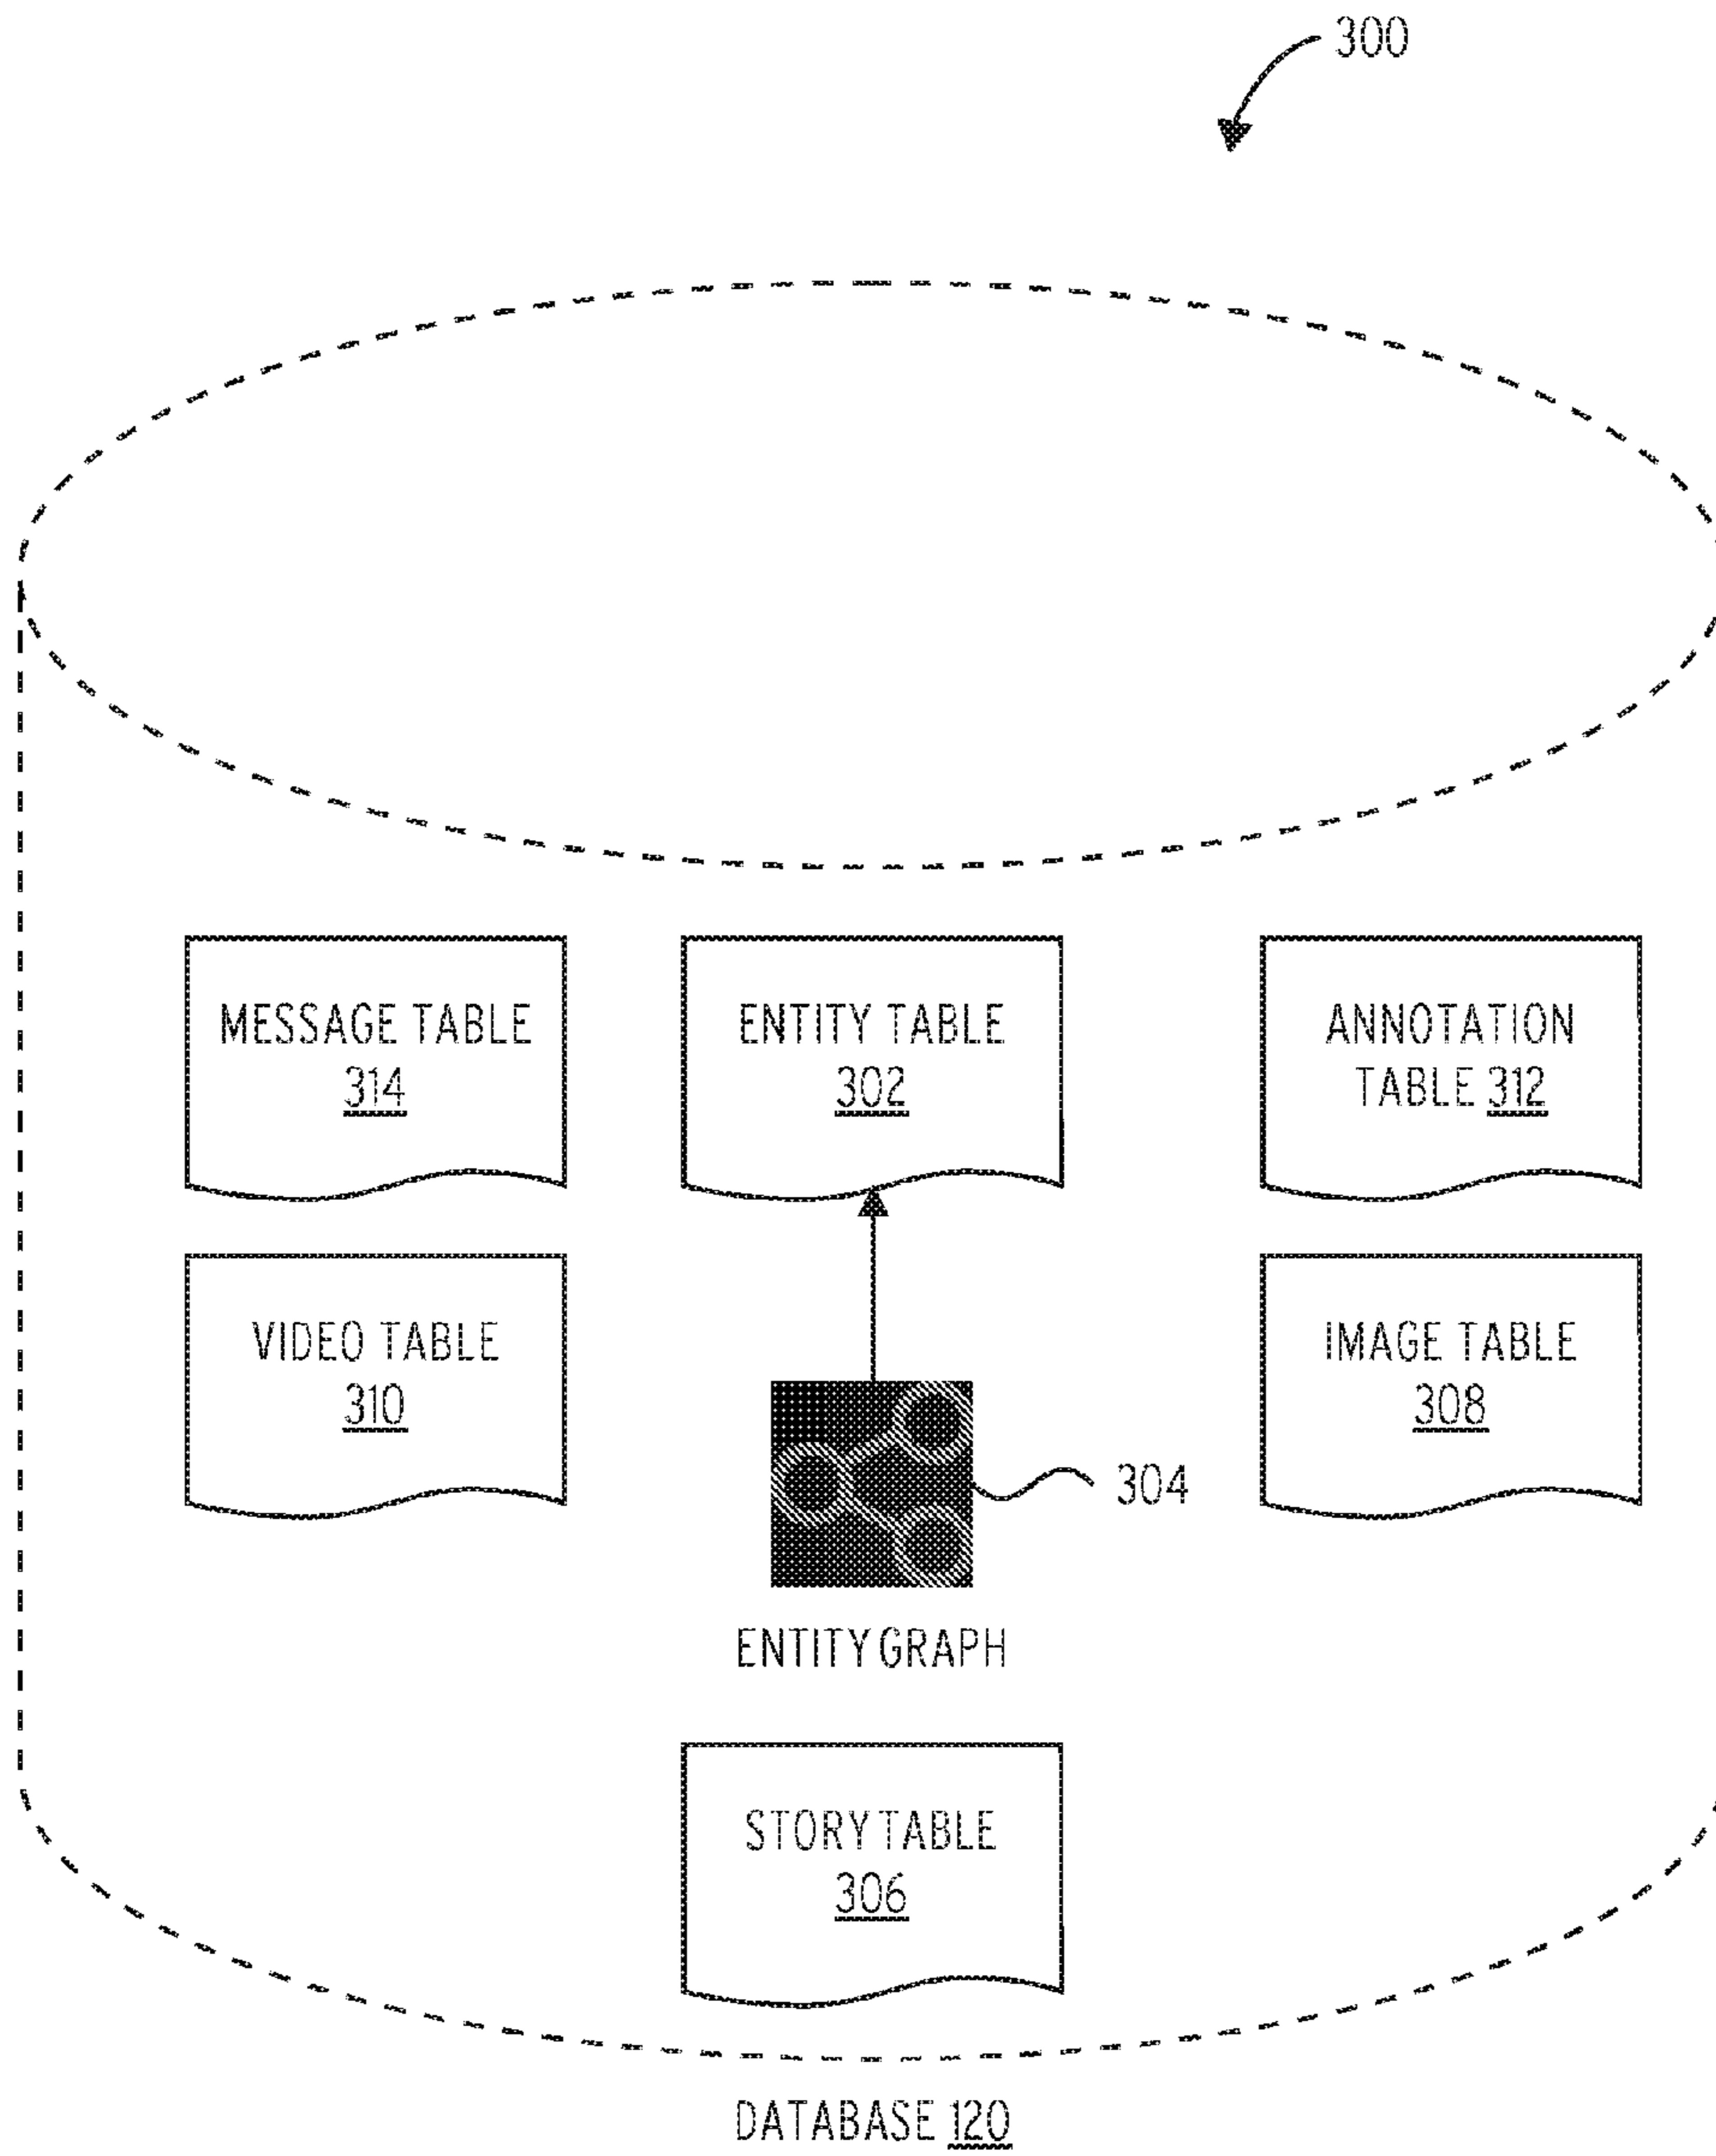 300
MESSAGE TABLE
314
ENTITY TABLE
302
ANNOTATION
TABLE 312
VIDEO TABLE
310
IMAGE TABLE
308
304
ENTITY GRAPH
STORY TABLE
306
DATABASE 120